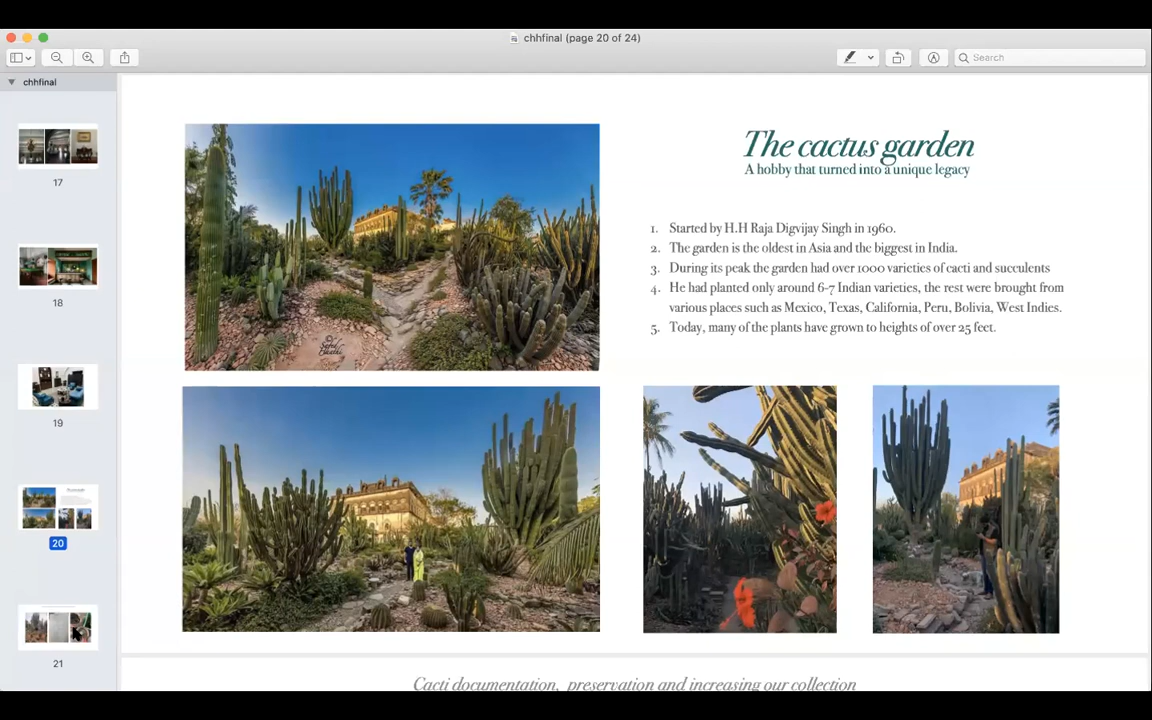 chhfinal (page 20 of 24)
Search
chhfinal
17
18
19
20
21
The cactus garden
A hobby that turned into a unique legacy
1. Started by H.H Raja Digvijay Singh in 1960.
2. The garden is the oldest in Asia and the biggest in India.
3. During its peak the garden had over 1000 varieties of cacti and succulents
4. He had planted only around 6-7 Indian varieties, the rest were brought from
various places such as Mexico, Texas, California, Peru, Bolivia, West Indies.
5. Today, many of the plants have grown to heights of over 25 feet.
Cacti documentation, preservation and increasing our collection